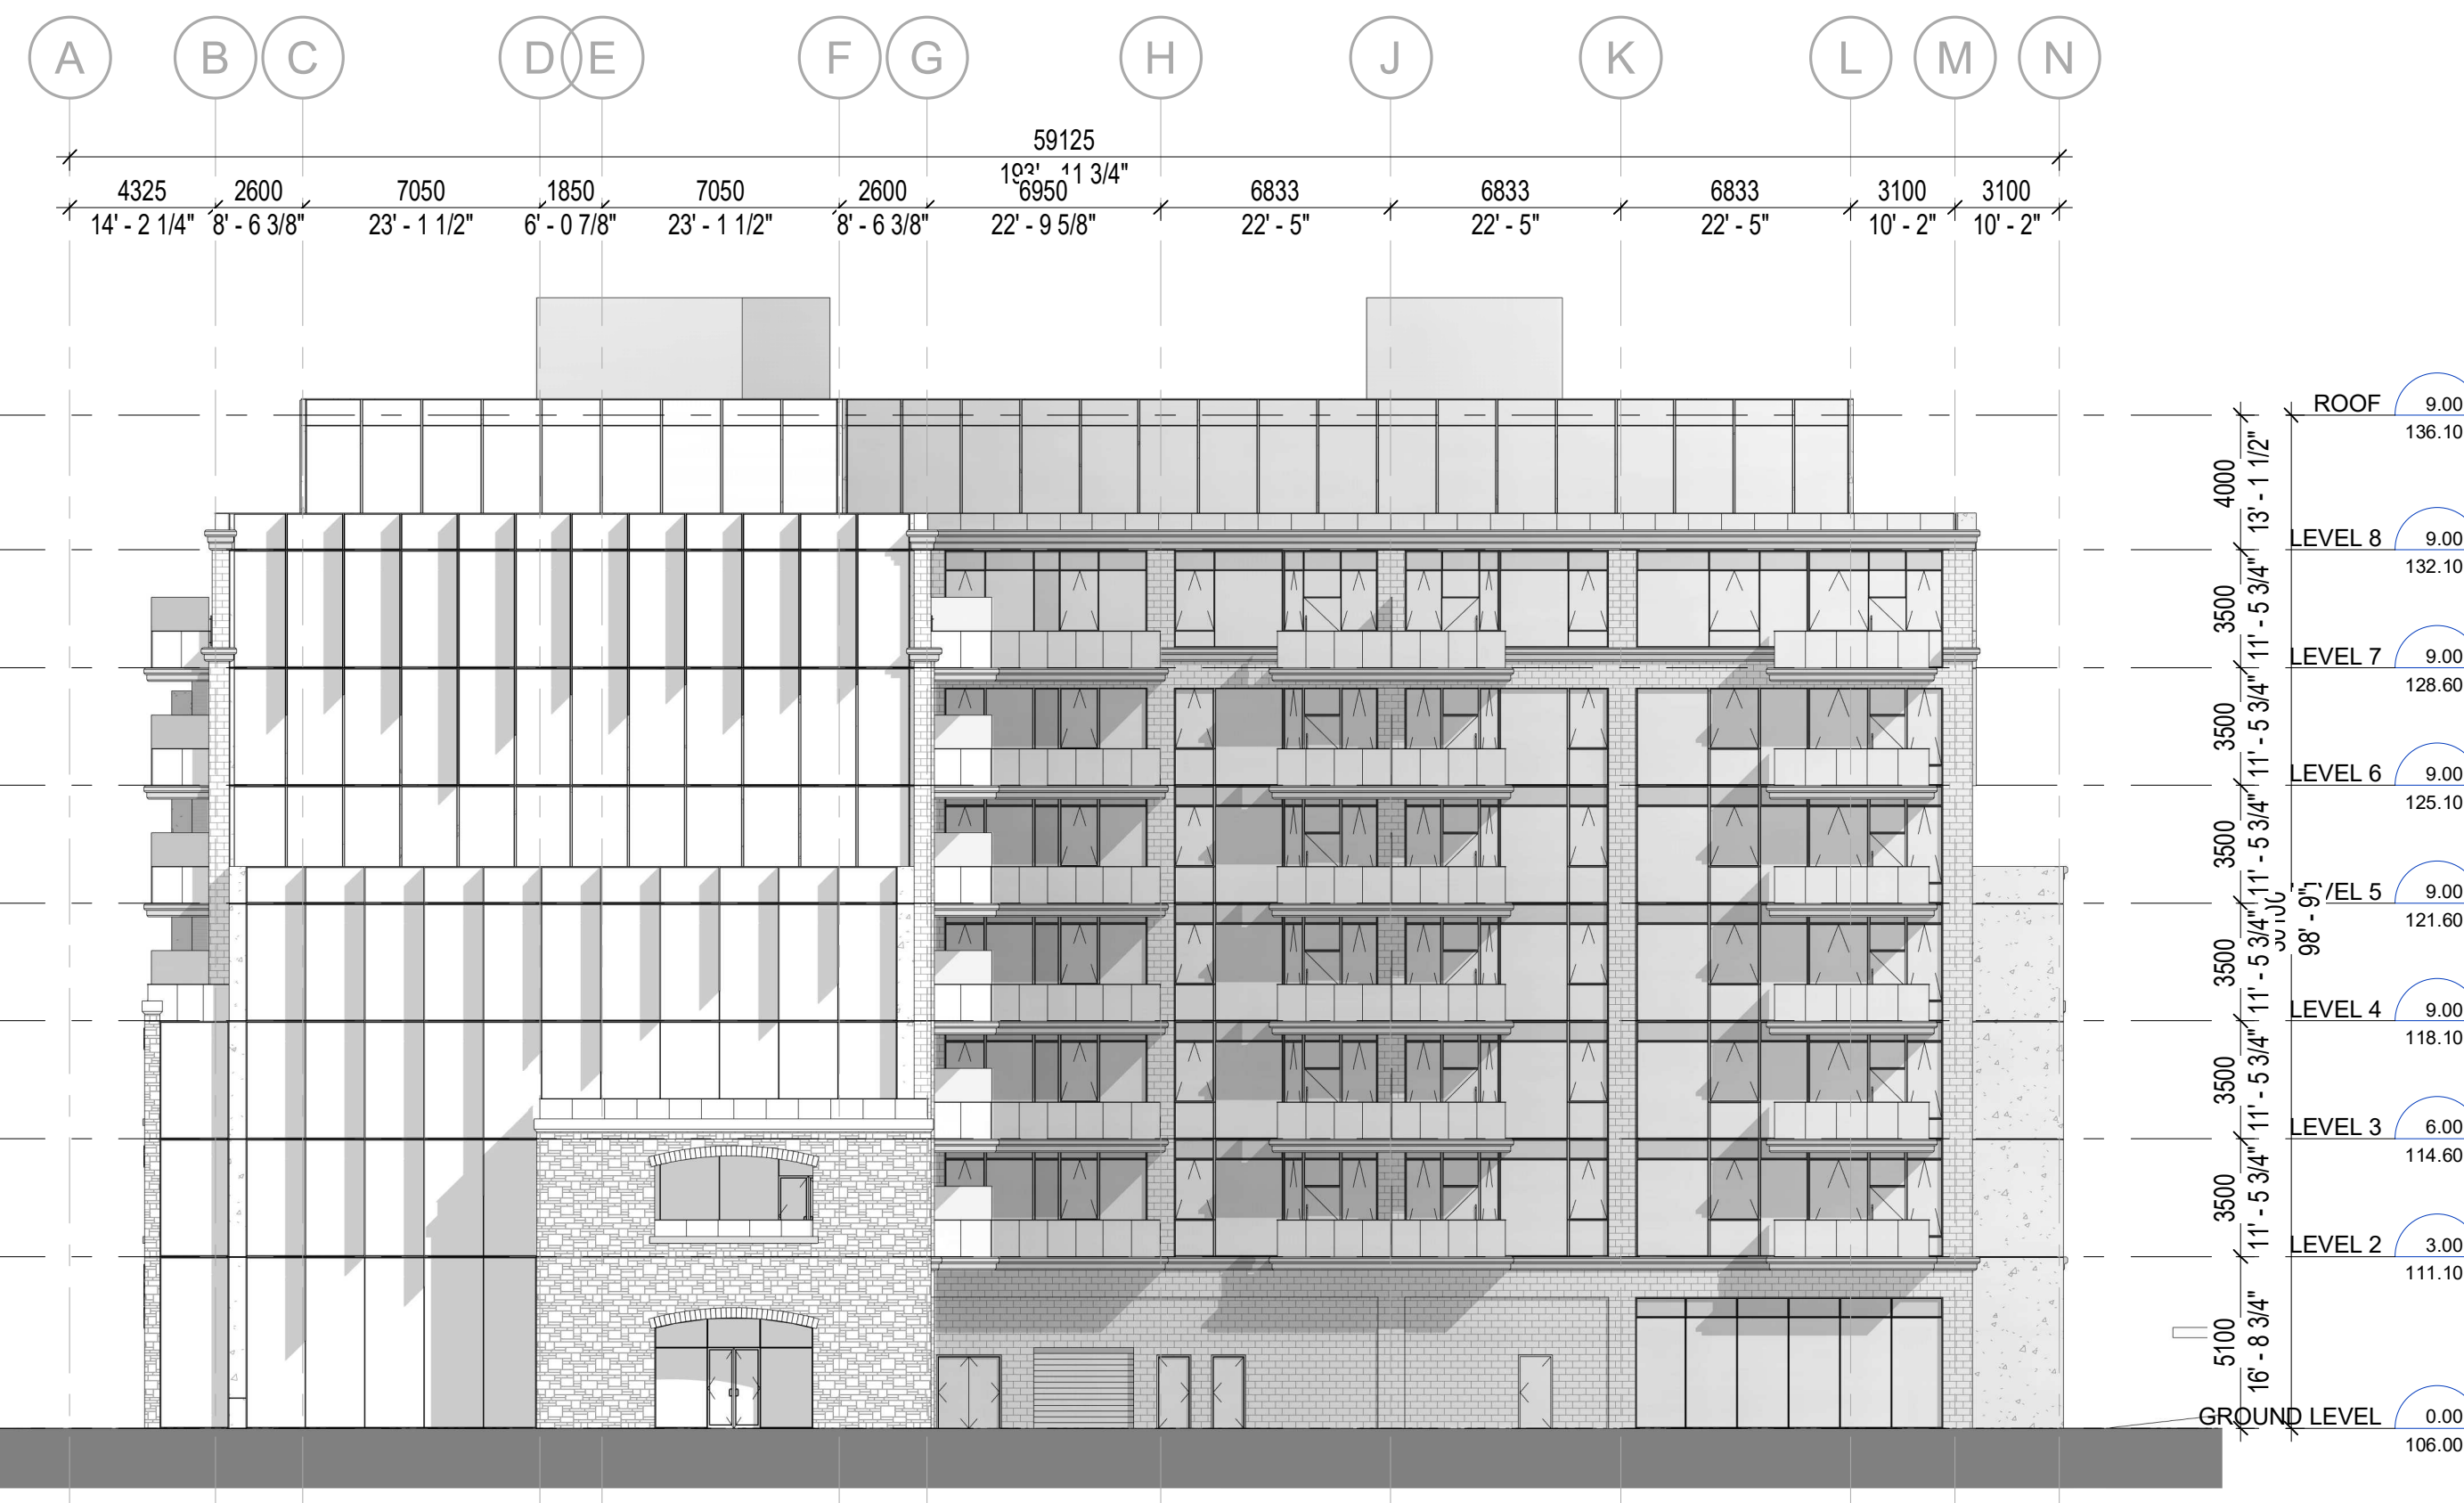 A B C D E F G H J K L M N
59125
193' - 11 3/4"
4325 2600 7050 1850 7050 2600 6950 6833 6833 6833 3100 3100
14' - 2 1/4" 8' - 6 3/8" 23' - 1 1/2" 6' - 0 7/8" 23' - 1 1/2" 8' - 6 3/8" 22' - 9 5/8" 22' - 5" 22' - 5" 22' - 5" 10' - 2" 10' - 2"
ROOF 9.00
136.10
4000
13' - 1 1/2"
LEVEL 8 9.00
132.10
3500
11' - 5 3/4"
LEVEL 7 9.00
128.60
3500
11' - 5 3/4"
LEVEL 6 9.00
125.10
3500
11' - 5 3/4"
VEL 5 9.00
121.60
98' - 9"
3500
11' - 5 3/4"
LEVEL 4 9.00
118.10
3500
11' - 5 3/4"
LEVEL 3 6.00
114.60
3500
11' - 5 3/4"
LEVEL 2 3.00
111.10
5100
16' - 8 3/4"
GROUND LEVEL 0.00
106.00